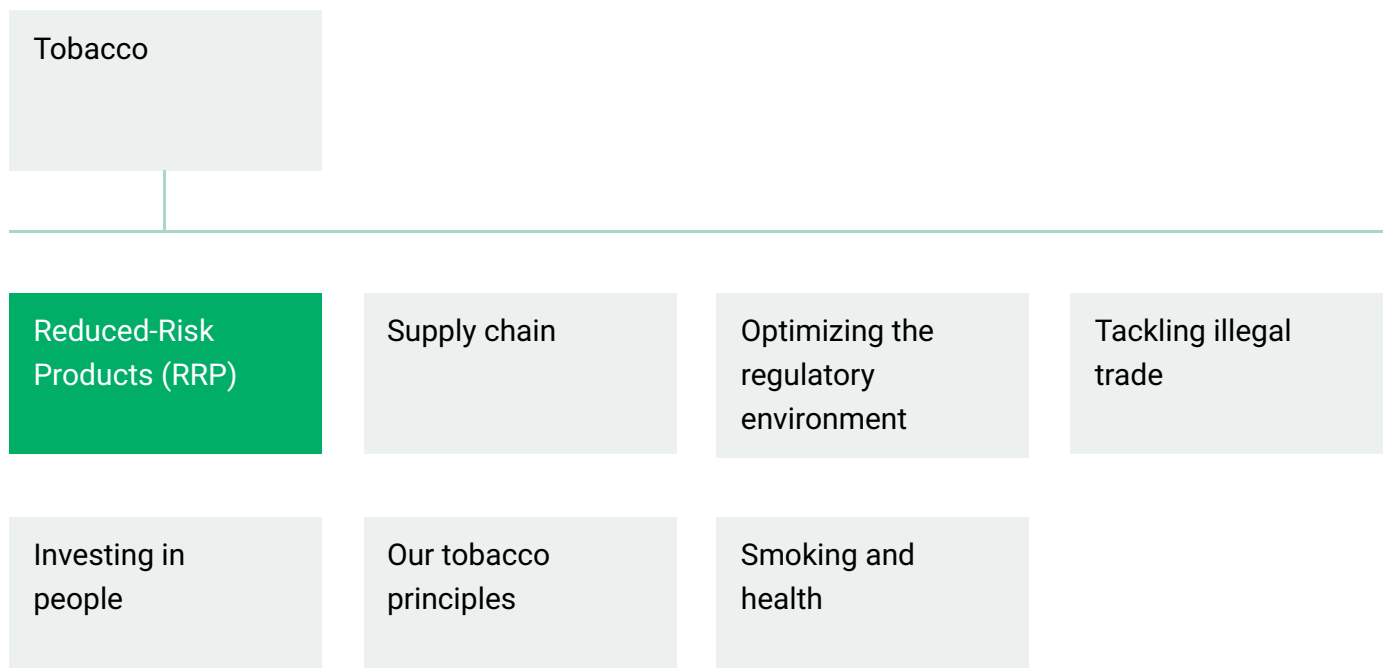 Tobacco
Reduced-Risk
Products (RRP)
Supply chain
Optimizing the
regulatory
environment
Tackling illegal
trade
Investing in
people
Our tobacco
principles
Smoking and
health